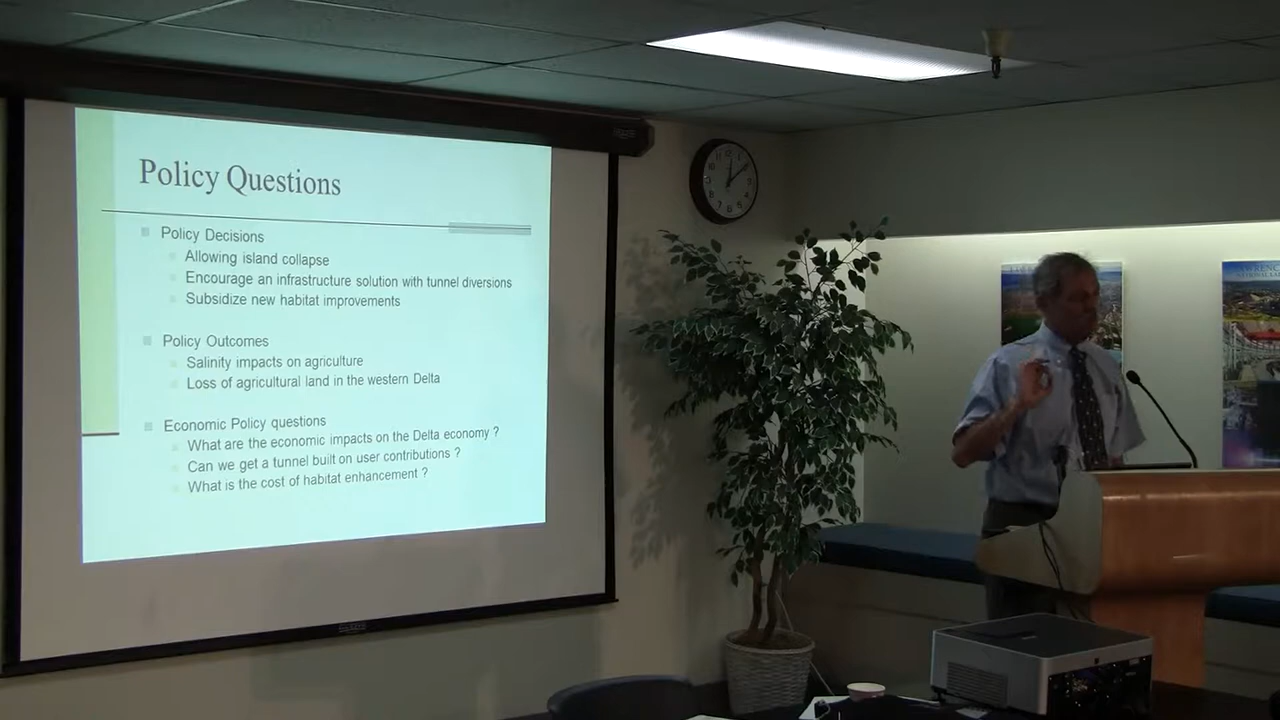 Policy Questions
Policy Decisions
Allowing island collapse
Encourage an infrastructure solution with tunnel diversions
Subsidize new habitat improvements
Policy Outcomes
Salinity impacts on agriculture
Loss of agricultural land in the western Delta
Economic Policy questions
What are the economic impacts on the Delta economy ?
Can we get a tunnel built on user contributions ?
What is the cost of habitat enhancement ?